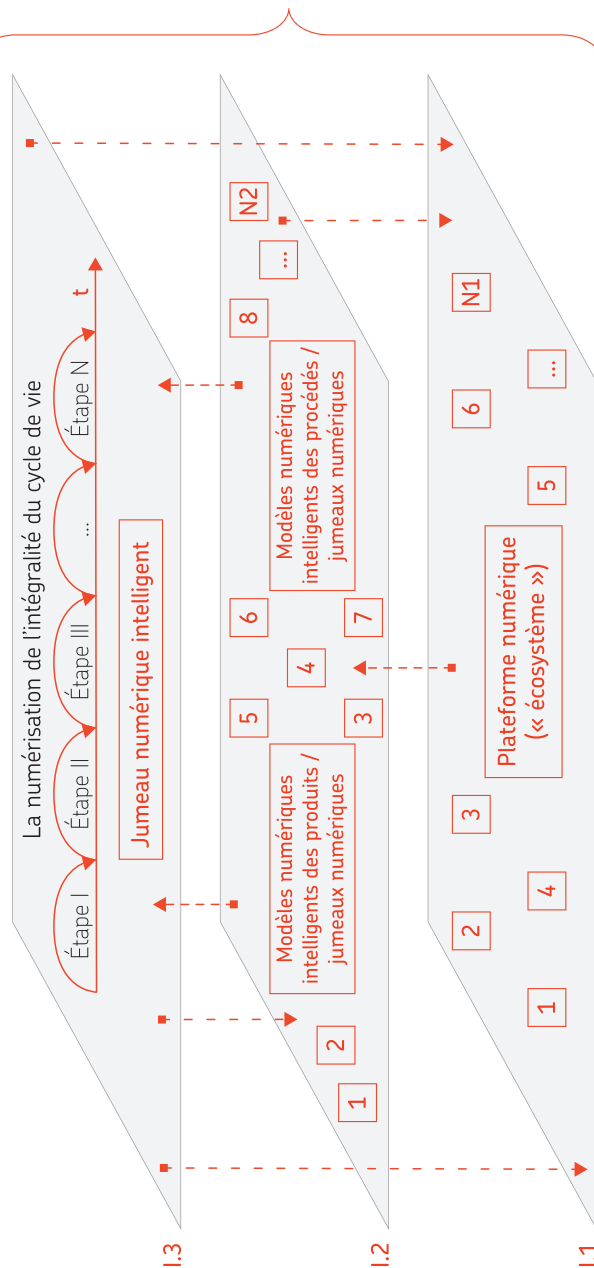 La numérisation de l'intégralité du cycle de vie
Étape I
Étape II
Étape III
...
Étape N
t
Jumeau numérique intelligent
I.3
1
2
Modèles numériques
intelligents des produits /
jumeaux numériques
5
3
4
6
7
Modèles numériques
intelligents des procédés /
jumeaux numériques
8
...
N2
I.2
1
2
4
3
Plateforme numérique
(« écosystème »)
5
6
...
N1
I.1